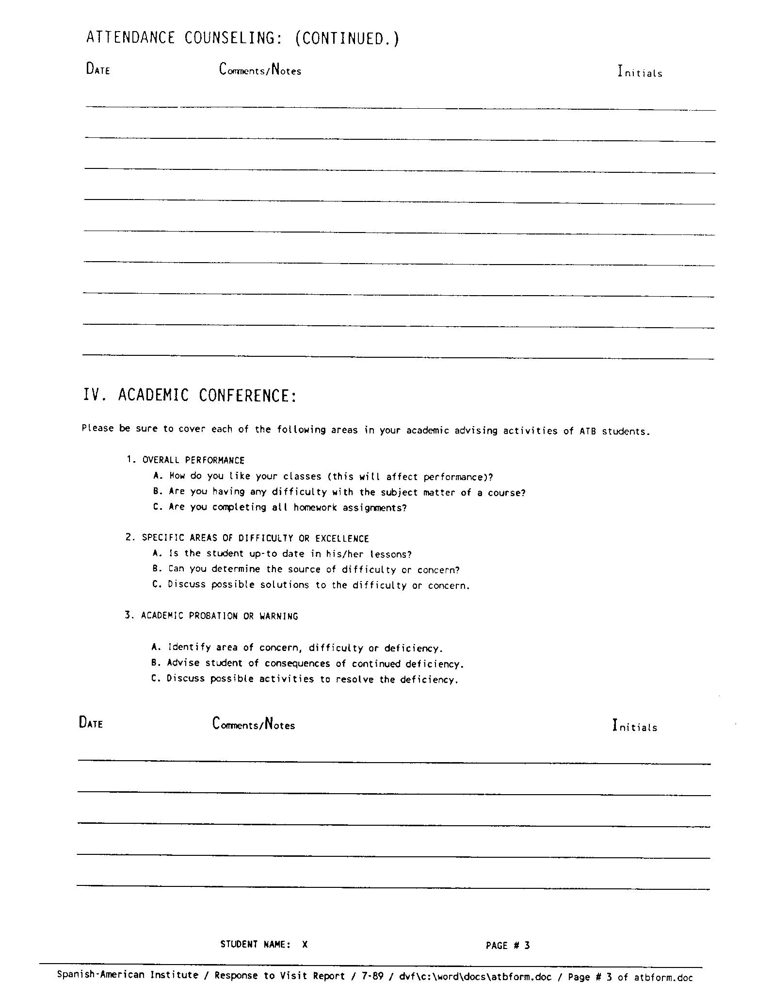 ATTENDANCE COUNSELING: (CONTINUED.)
DATE Comments/Notes Initials
IV. ACADEMIC CONFERENCE:
Please be sure to cover each of the following areas in your academic advising activities of ATB students.
1. OVERALL PERFORMANCE
A. How do you like your classes (this will affect performance)?
B. Are you having any difficulty with the subject matter of a course?
C. Are you completing all homework assignments?
2. SPECIFIC AREAS OF DIFFICULTY OR EXCELLENCE
A. Is the student up-to date in his/her lessons?
B. Can you determine the source of difficulty or concern?
C. Discuss possible solutions to the difficulty or concern.
3. ACADEMIC PROBATION OR WARNING
A. Identify area of concern, difficulty or deficiency.
B. Advise student of consequences of continued deficiency.
C. Discuss possible activities to resolve the deficiency.
DATE Comments/Notes Initials
STUDENT NAME: X PAGE # 3
Spanish-American Institute / Response to Visit Report / 7-89 / dvf\c:\word\docs\atbform.doc / Page # 3 of atbform.doc